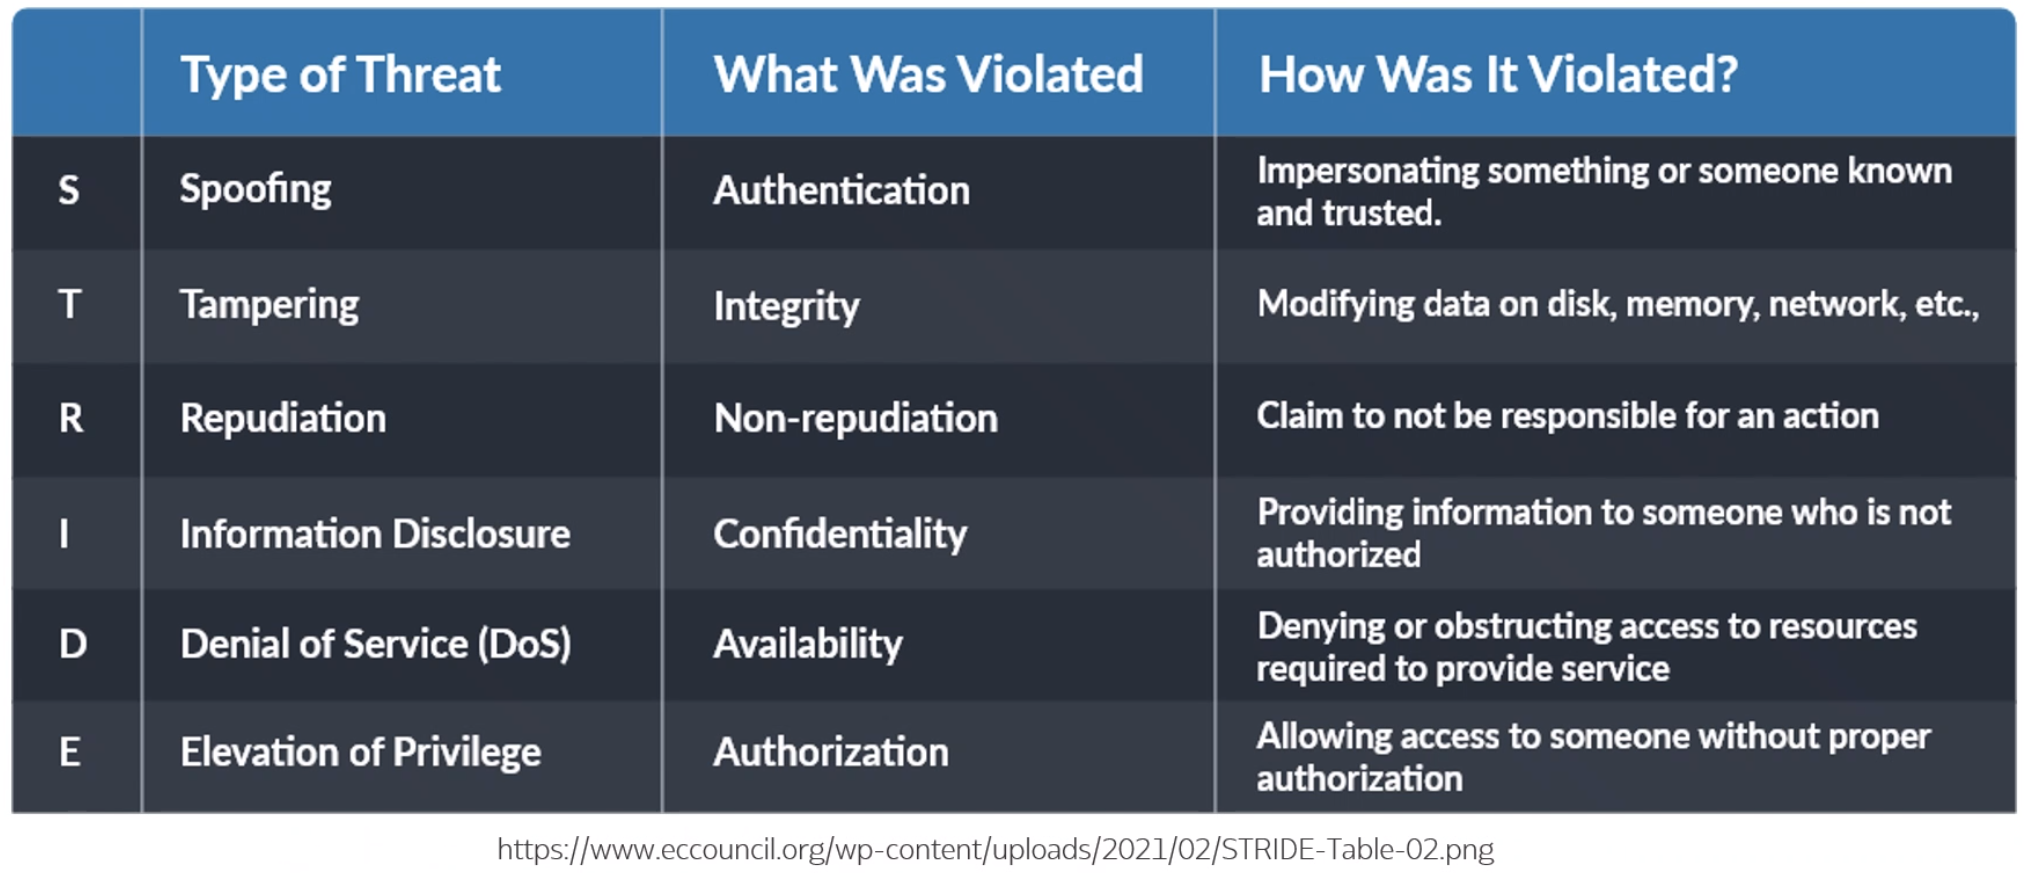 Type of Threat What Was Violated How Was It Violated?
S Spoofing Authentication Impersonating something or someone known
and trusted.
T Tampering Integrity Modifying data on disk, memory, network, etc.,
R Repudiation Non-repudiation Claim to not be responsible for an action
I Information Disclosure Confidentiality Providing information to someone who is not
authorized
D Denial of Service (DoS) Availability Denying or obstructing access to resources
required to provide service
E Elevation of Privilege Authorization Allowing access to someone without proper
authorization
https://www.eccouncil.org/wp-content/uploads/2021/02/STRIDE-Table-02.png